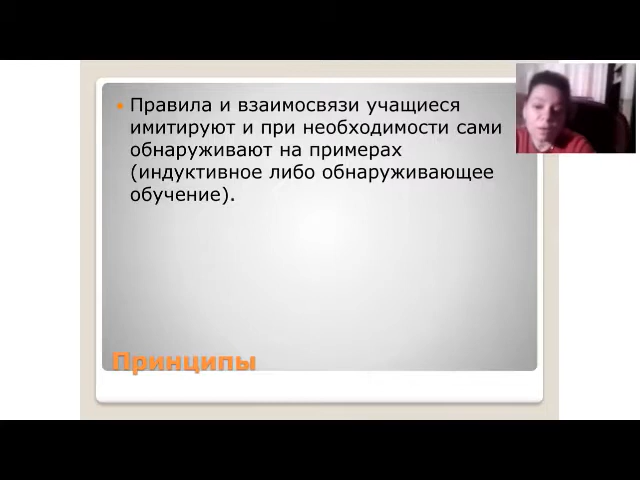 Правила и взаимосвязи учащиеся
имитируют и при необходимости сами
обнаруживают на примерах
(индуктивное либо обнаруживающее
обучение).
Принципы